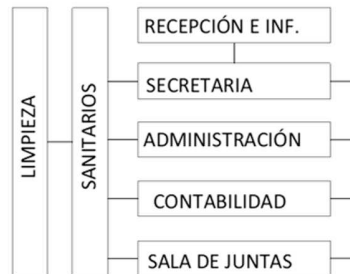 LIMPIEZA
SANITARIOS
RECEPCIÓN E INF.
SECRETARIA
ADMINISTRACIÓN
CONTABILIDAD
SALA DE JUNTAS